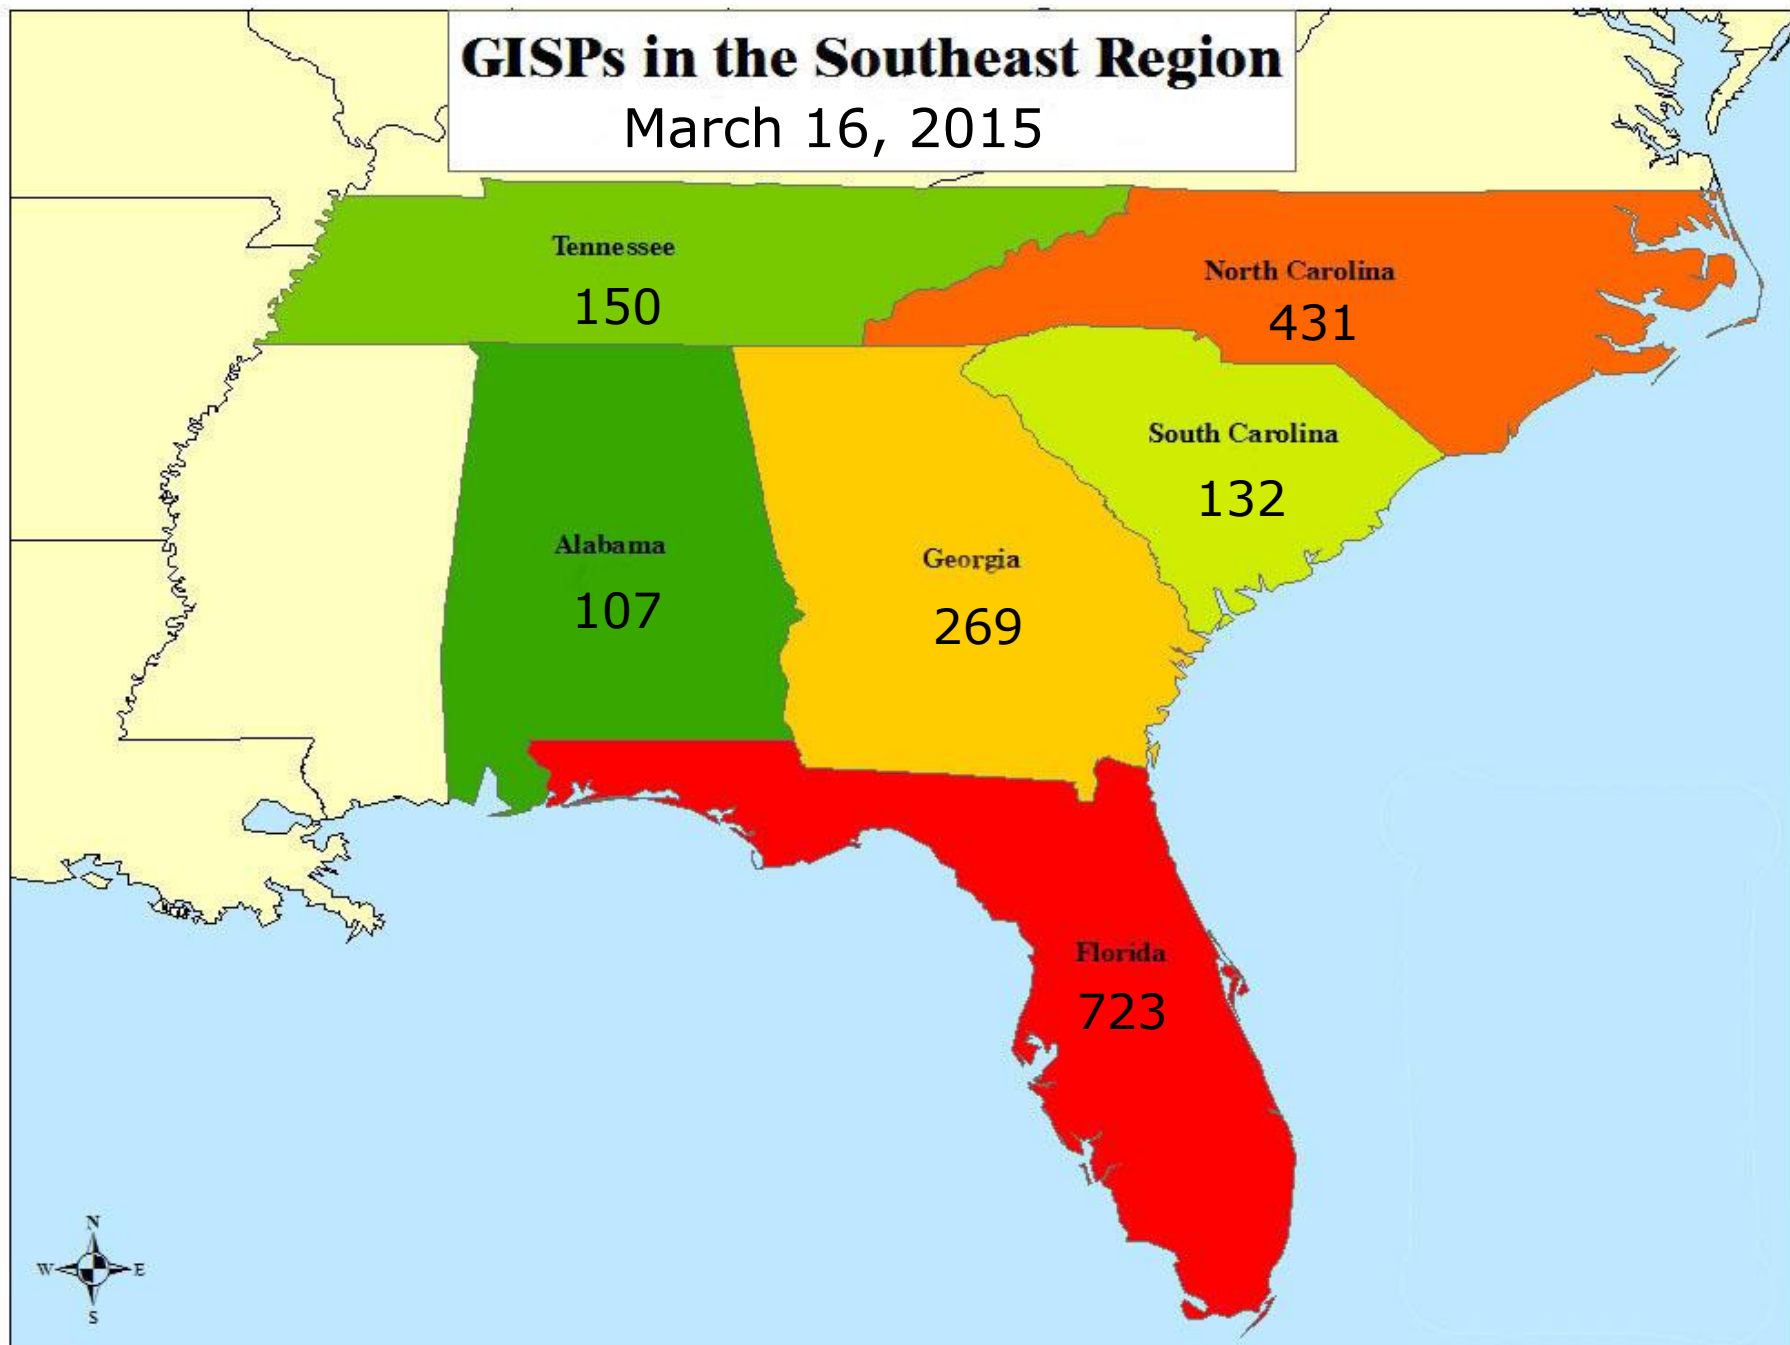 GISPs in the Southeast Region
March 16, 2015
Tennessee
150
North Carolina
431
South Carolina
132
Alabama
107
Georgia
269
Florida
723
N
W E
S